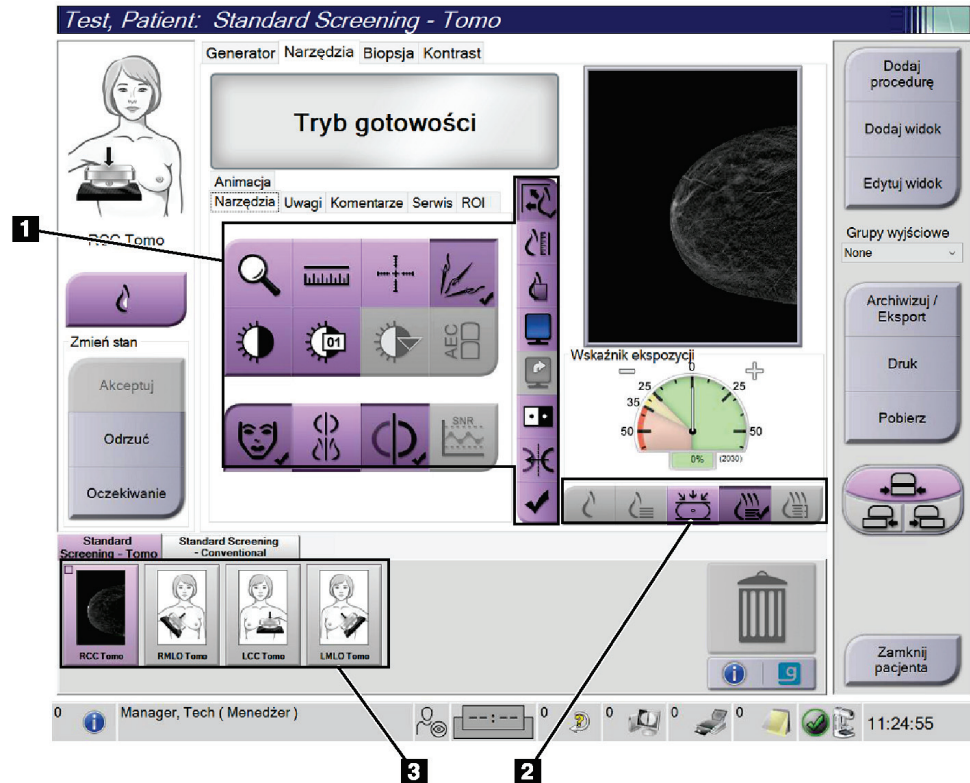 Test, Patient: Standard Screening - Tomo
Generator Narzędzia Biopsja Kontrast
Tryb gotowości
Animacja
Narzędzia Uwagi Komentarze Serwis ROI
1
RCC Tomo
Zmień stan
Akceptuj
Odrzuć
Oczekiwanie
01
AEC
SNR
Wskaźnik ekspozycji
0
25
25
35
50
50
0% (2030)
Dodaj procedurę
Dodaj widok
Edytuj widok
Grupy wyjściowe
None
Archiwizuj / Eksport
Druk
Pobierz
Standard Screening - Tomo
Standard Screening - Conventional
RCC Tomo
RMLO Tomo
LCC Tomo
LMLO Tomo
Zamknij pacjenta
0
Manager, Tech ( Menedżer )
--:--
0
0
0
0
11:24:55
3
2